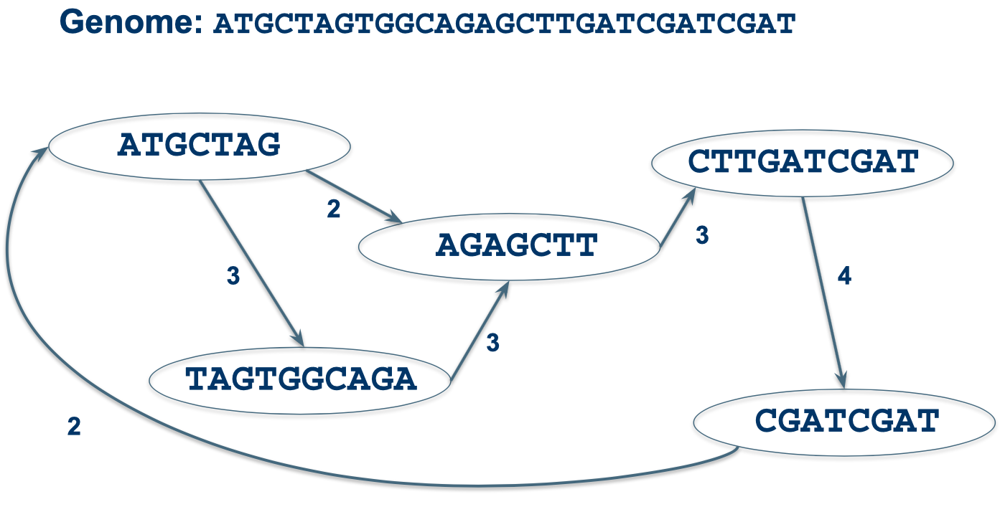 Genome: ATGCTAGTGGCAGAGCTTGATCGATCGAT
ATGCTAG
CTTGATCGAT
2
AGAGCTT
3
3
4
3
TAGTGGCAGA
CGATCGAT
2